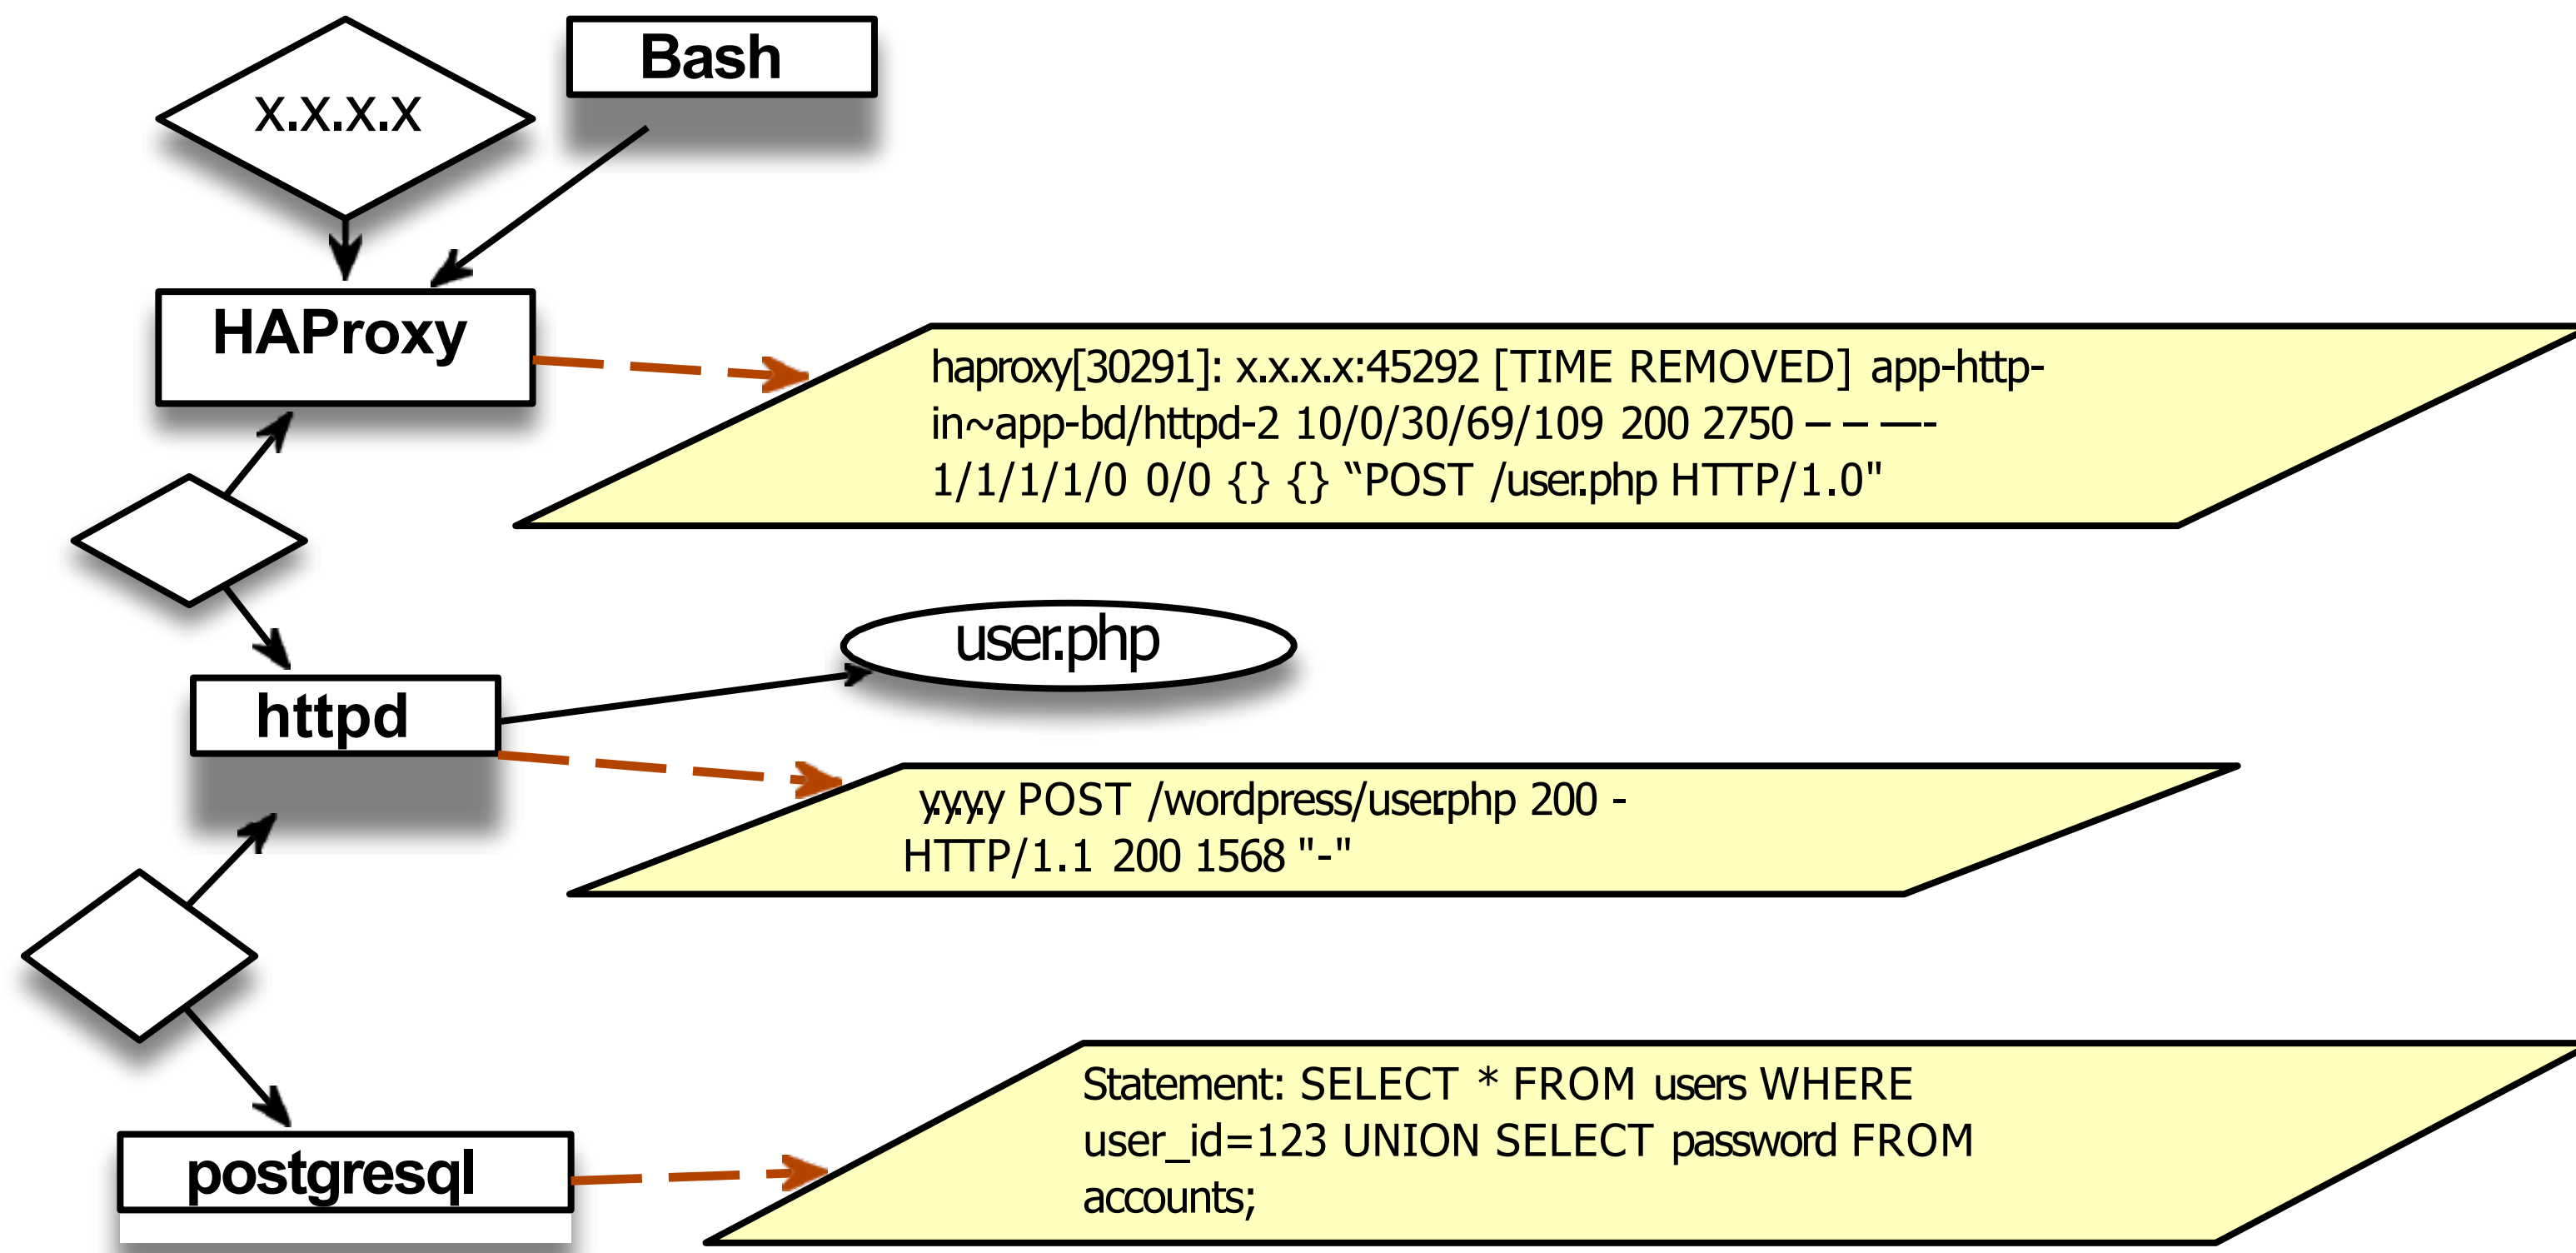 x.x.x.x
Bash
HAProxy
haproxy[30291]: x.x.x.x:45292 [TIME REMOVED] app-http-
in~app-bd/httpd-2 10/0/30/69/109 200 2750 – – —-
1/1/1/1/0 0/0 {} {} “POST /user.php HTTP/1.0"
user.php
httpd
y.y.y.y POST /wordpress/user.php 200 -
HTTP/1.1 200 1568 "-"
Statement: SELECT * FROM users WHERE
user_id=123 UNION SELECT password FROM
accounts;
postgresql